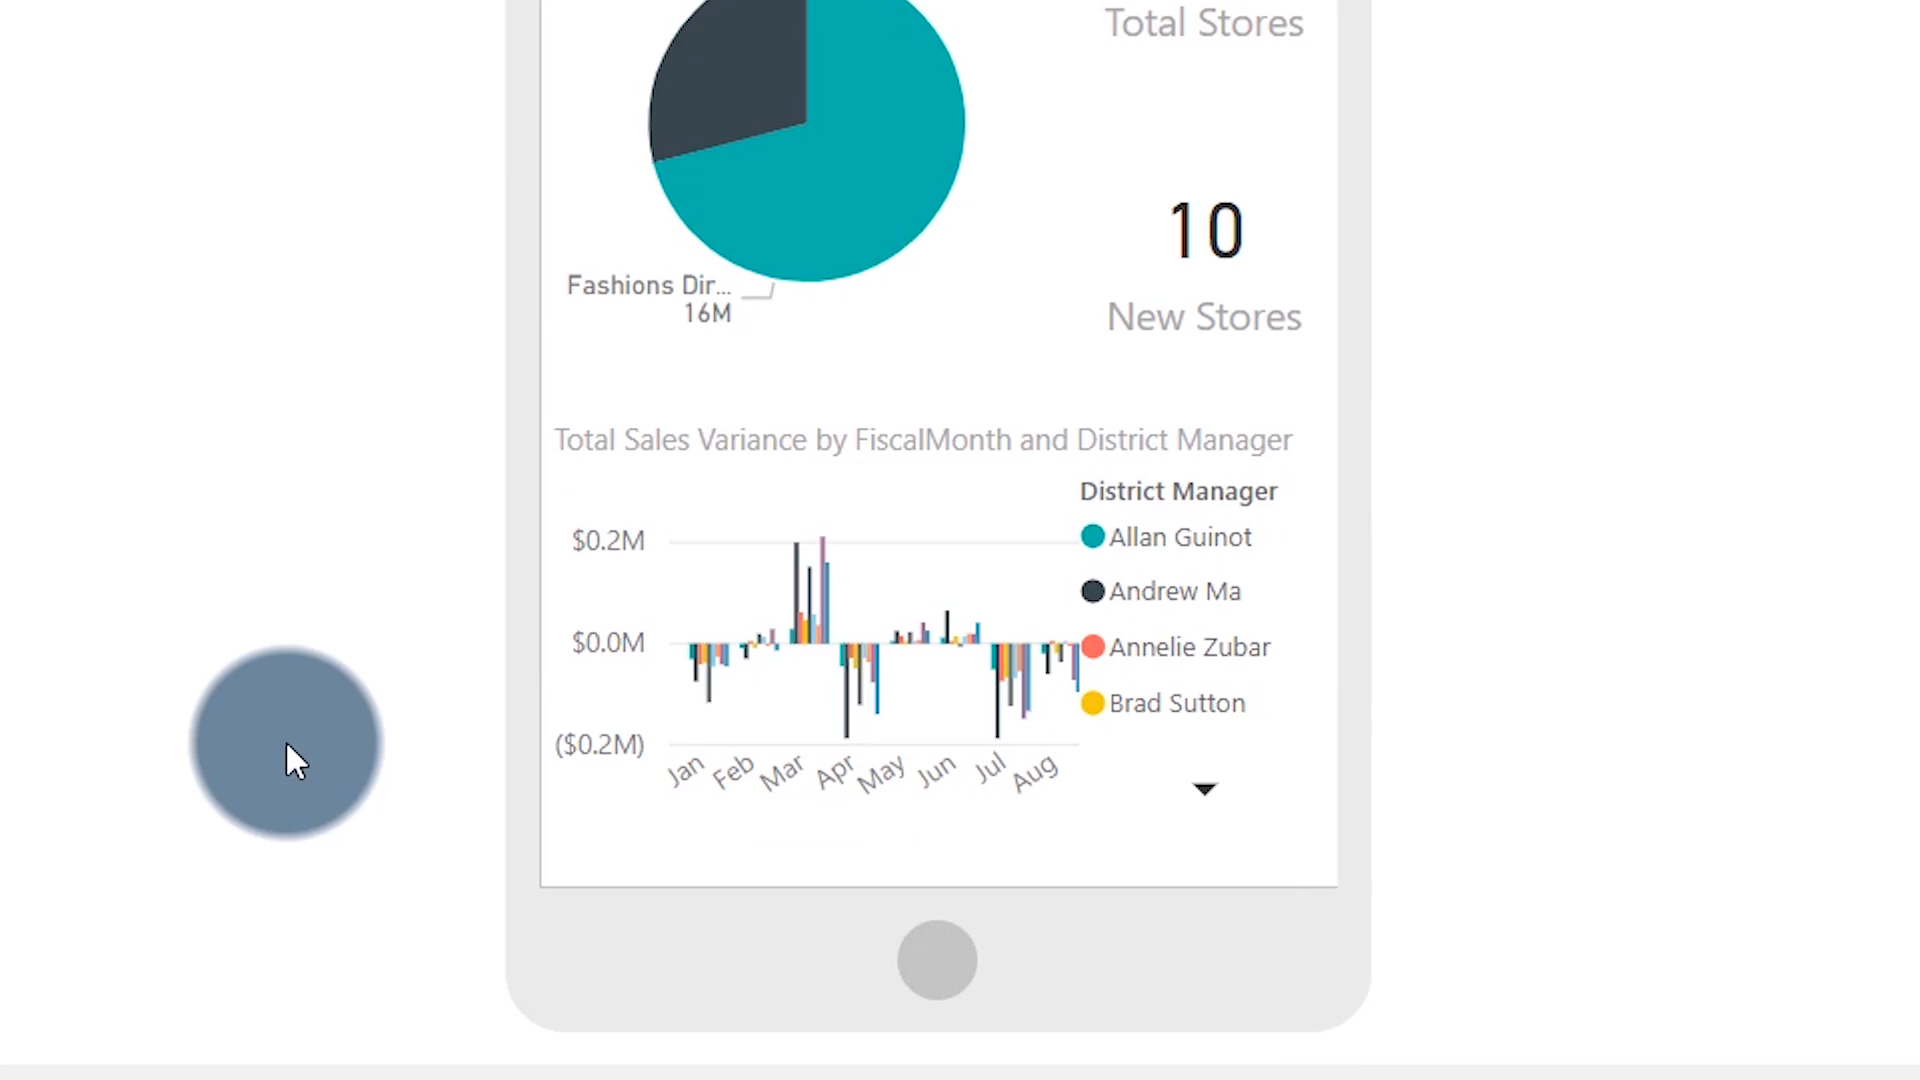 Total Stores
10
New Stores
Fashions Dir...
16M
Total Sales Variance by FiscalMonth and District Manager
District Manager
Allan Guinot
Andrew Ma
Annelie Zubar
Brad Sutton
$0.2M
$0.0M
($0.2M)
Jan Feb Mar Apr May Jun Jul Aug